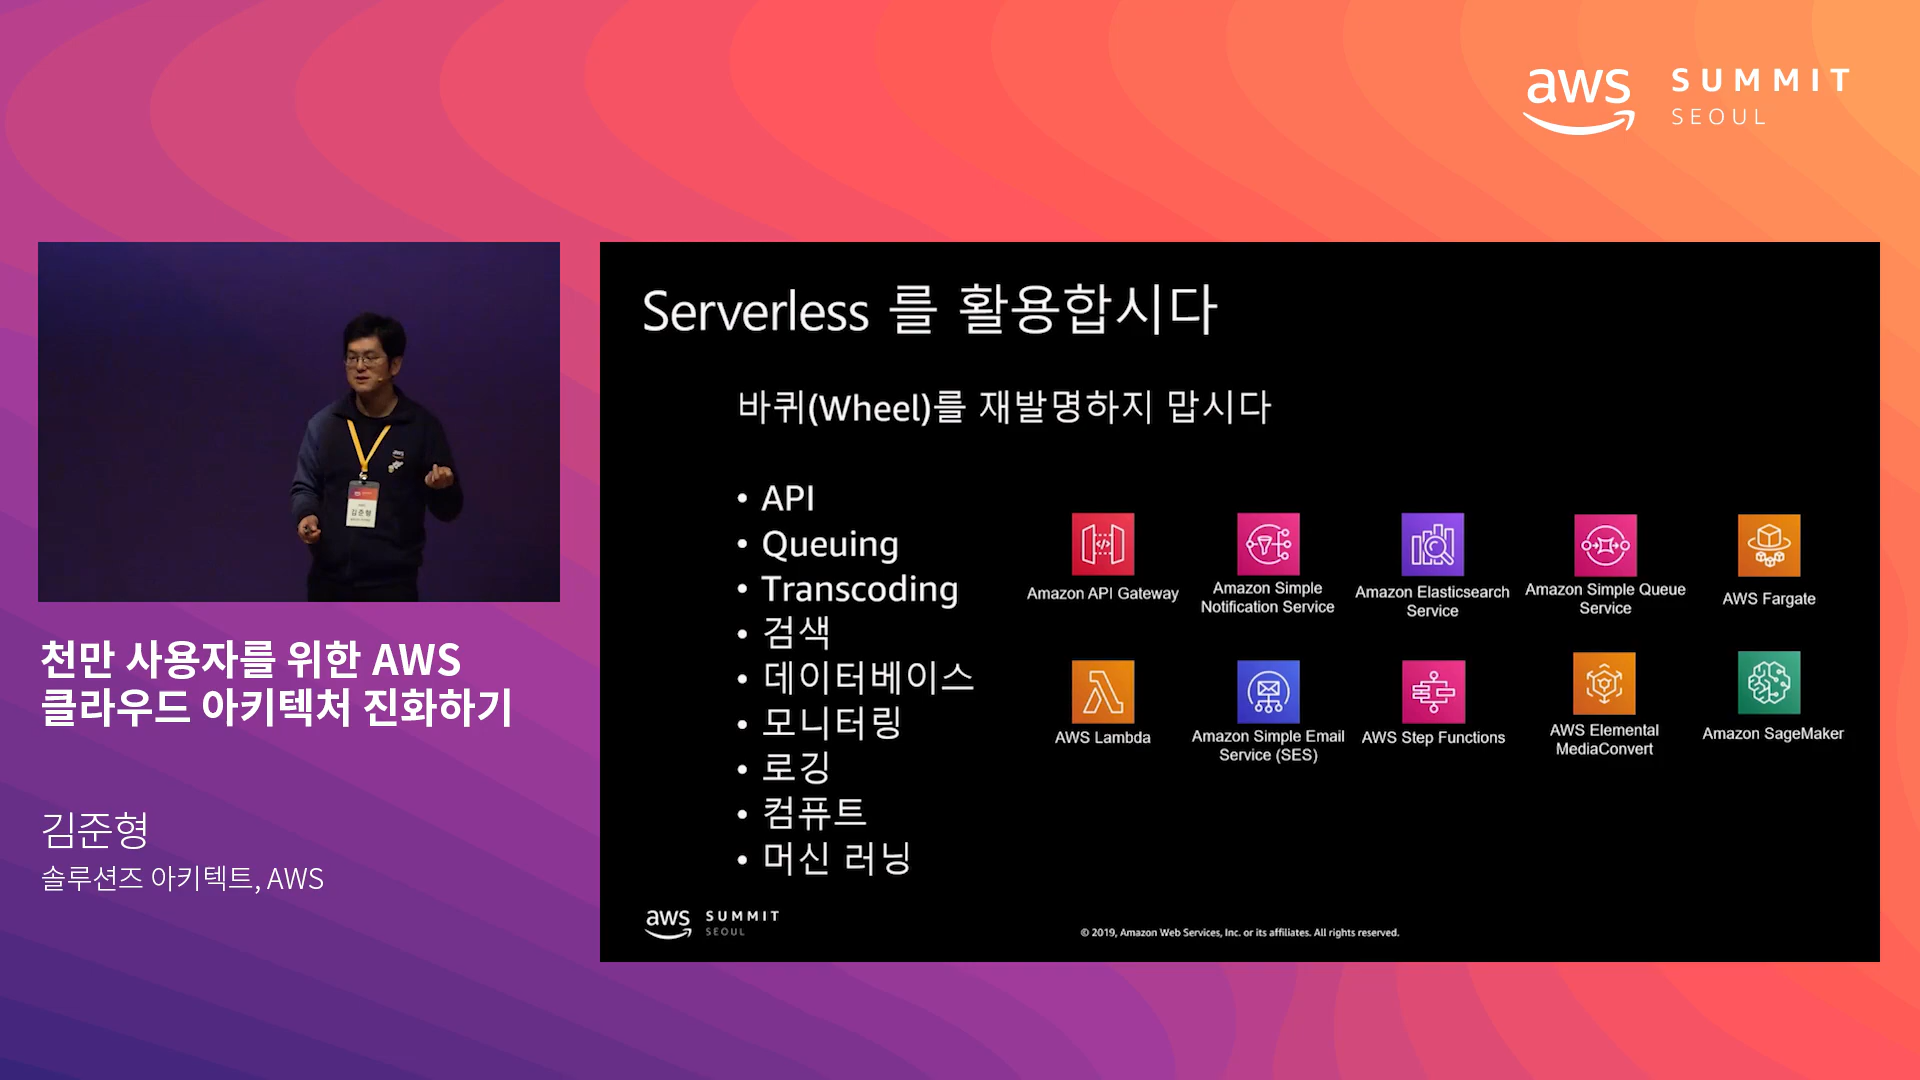 aws SUMMIT
SEOUL
김준형
천만 사용자를 위한 AWS
클라우드 아키텍처 진화하기
김준형
솔루션즈 아키텍트, AWS
Serverless 를 활용합시다
바퀴(Wheel)를 재발명하지 맙시다
• API
• Queuing
• Transcoding
• 검색
• 데이터베이스
• 모니터링
• 로깅
• 컴퓨트
• 머신 러닝
Amazon API Gateway
Amazon Simple
Notification Service
Amazon Elasticsearch
Service
Amazon Simple Queue
Service
AWS Fargate
AWS Lambda
Amazon Simple Email
Service (SES)
AWS Step Functions
AWS Elemental
MediaConvert
Amazon SageMaker
aws SUMMIT
SEOUL
© 2019, Amazon Web Services, Inc. or its affiliates. All rights reserved.